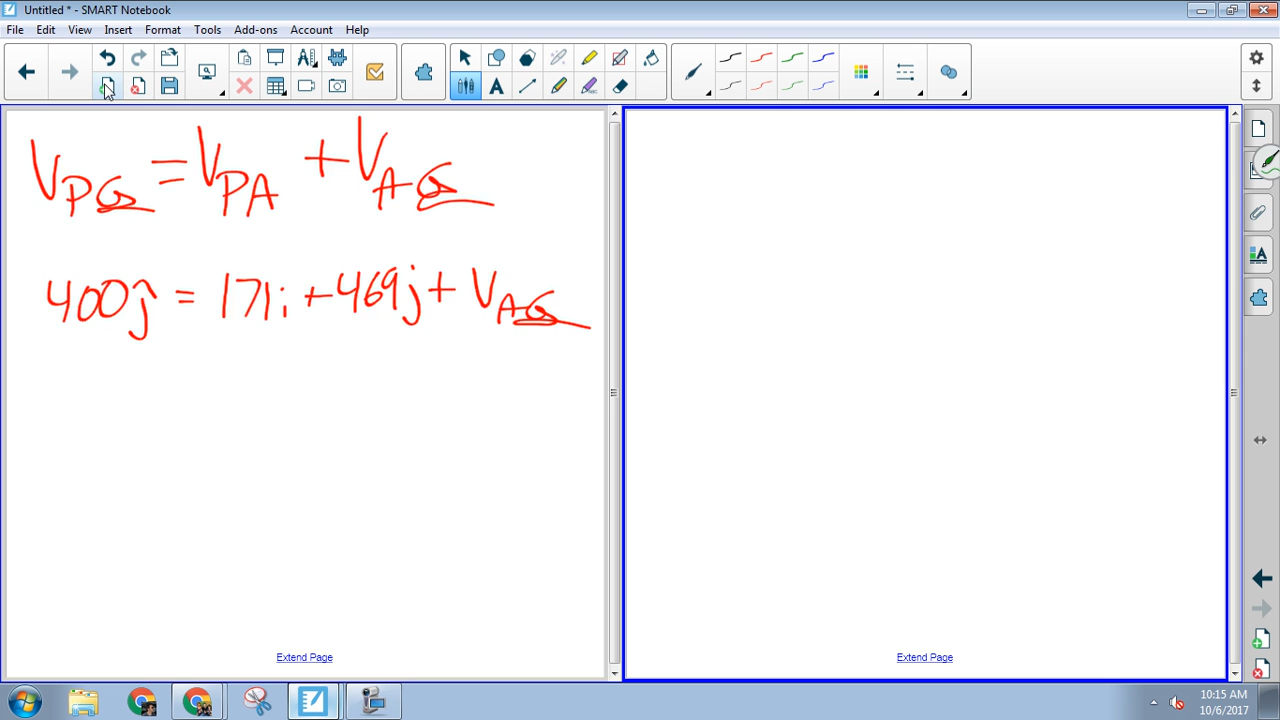 Untitled * - SMART Notebook
File Edit View Insert Format Tools Add-ons Account Help
V_PG = V_PA + V_AG
400ĵ = 171i + 469j + V_AG
Extend Page
Extend Page
10:15 AM
10/6/2017